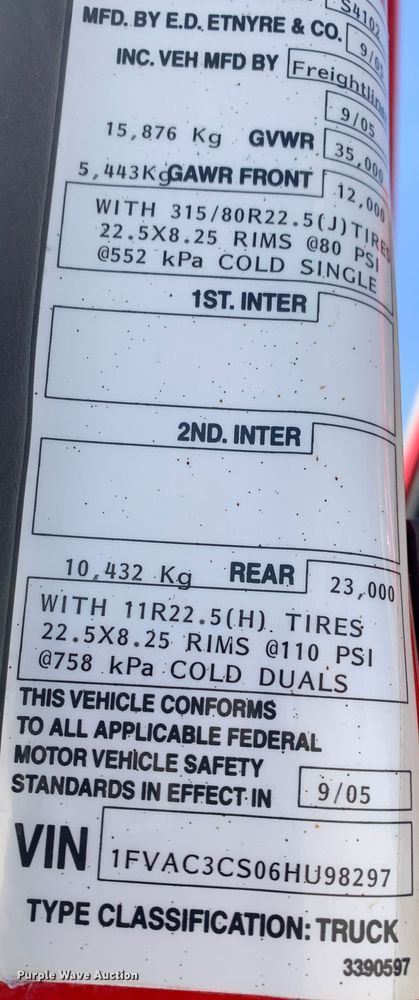 S4102
MFD. BY E.D. ETNYRE & CO. 9/05
INC. VEH MFD BY Freightliner
9/05
15,876 Kg GVWR 35,000
5,443Kg GAWR FRONT 12,000
WITH 315/80R22.5(J)TIRES
22.5X8.25 RIMS @80 PSI
@552 kPa COLD SINGLE
1ST. INTER
2ND. INTER
10,432 Kg REAR 23,000
WITH 11R22.5(H) TIRES
22.5X8.25 RIMS @110 PSI
@758 kPa COLD DUALS
THIS VEHICLE CONFORMS
TO ALL APPLICABLE FEDERAL
MOTOR VEHICLE SAFETY
STANDARDS IN EFFECT IN 9/05
VIN 1FVAC3CS06HU98297
TYPE CLASSIFICATION: TRUCK
3390597
Purple Wave Auction